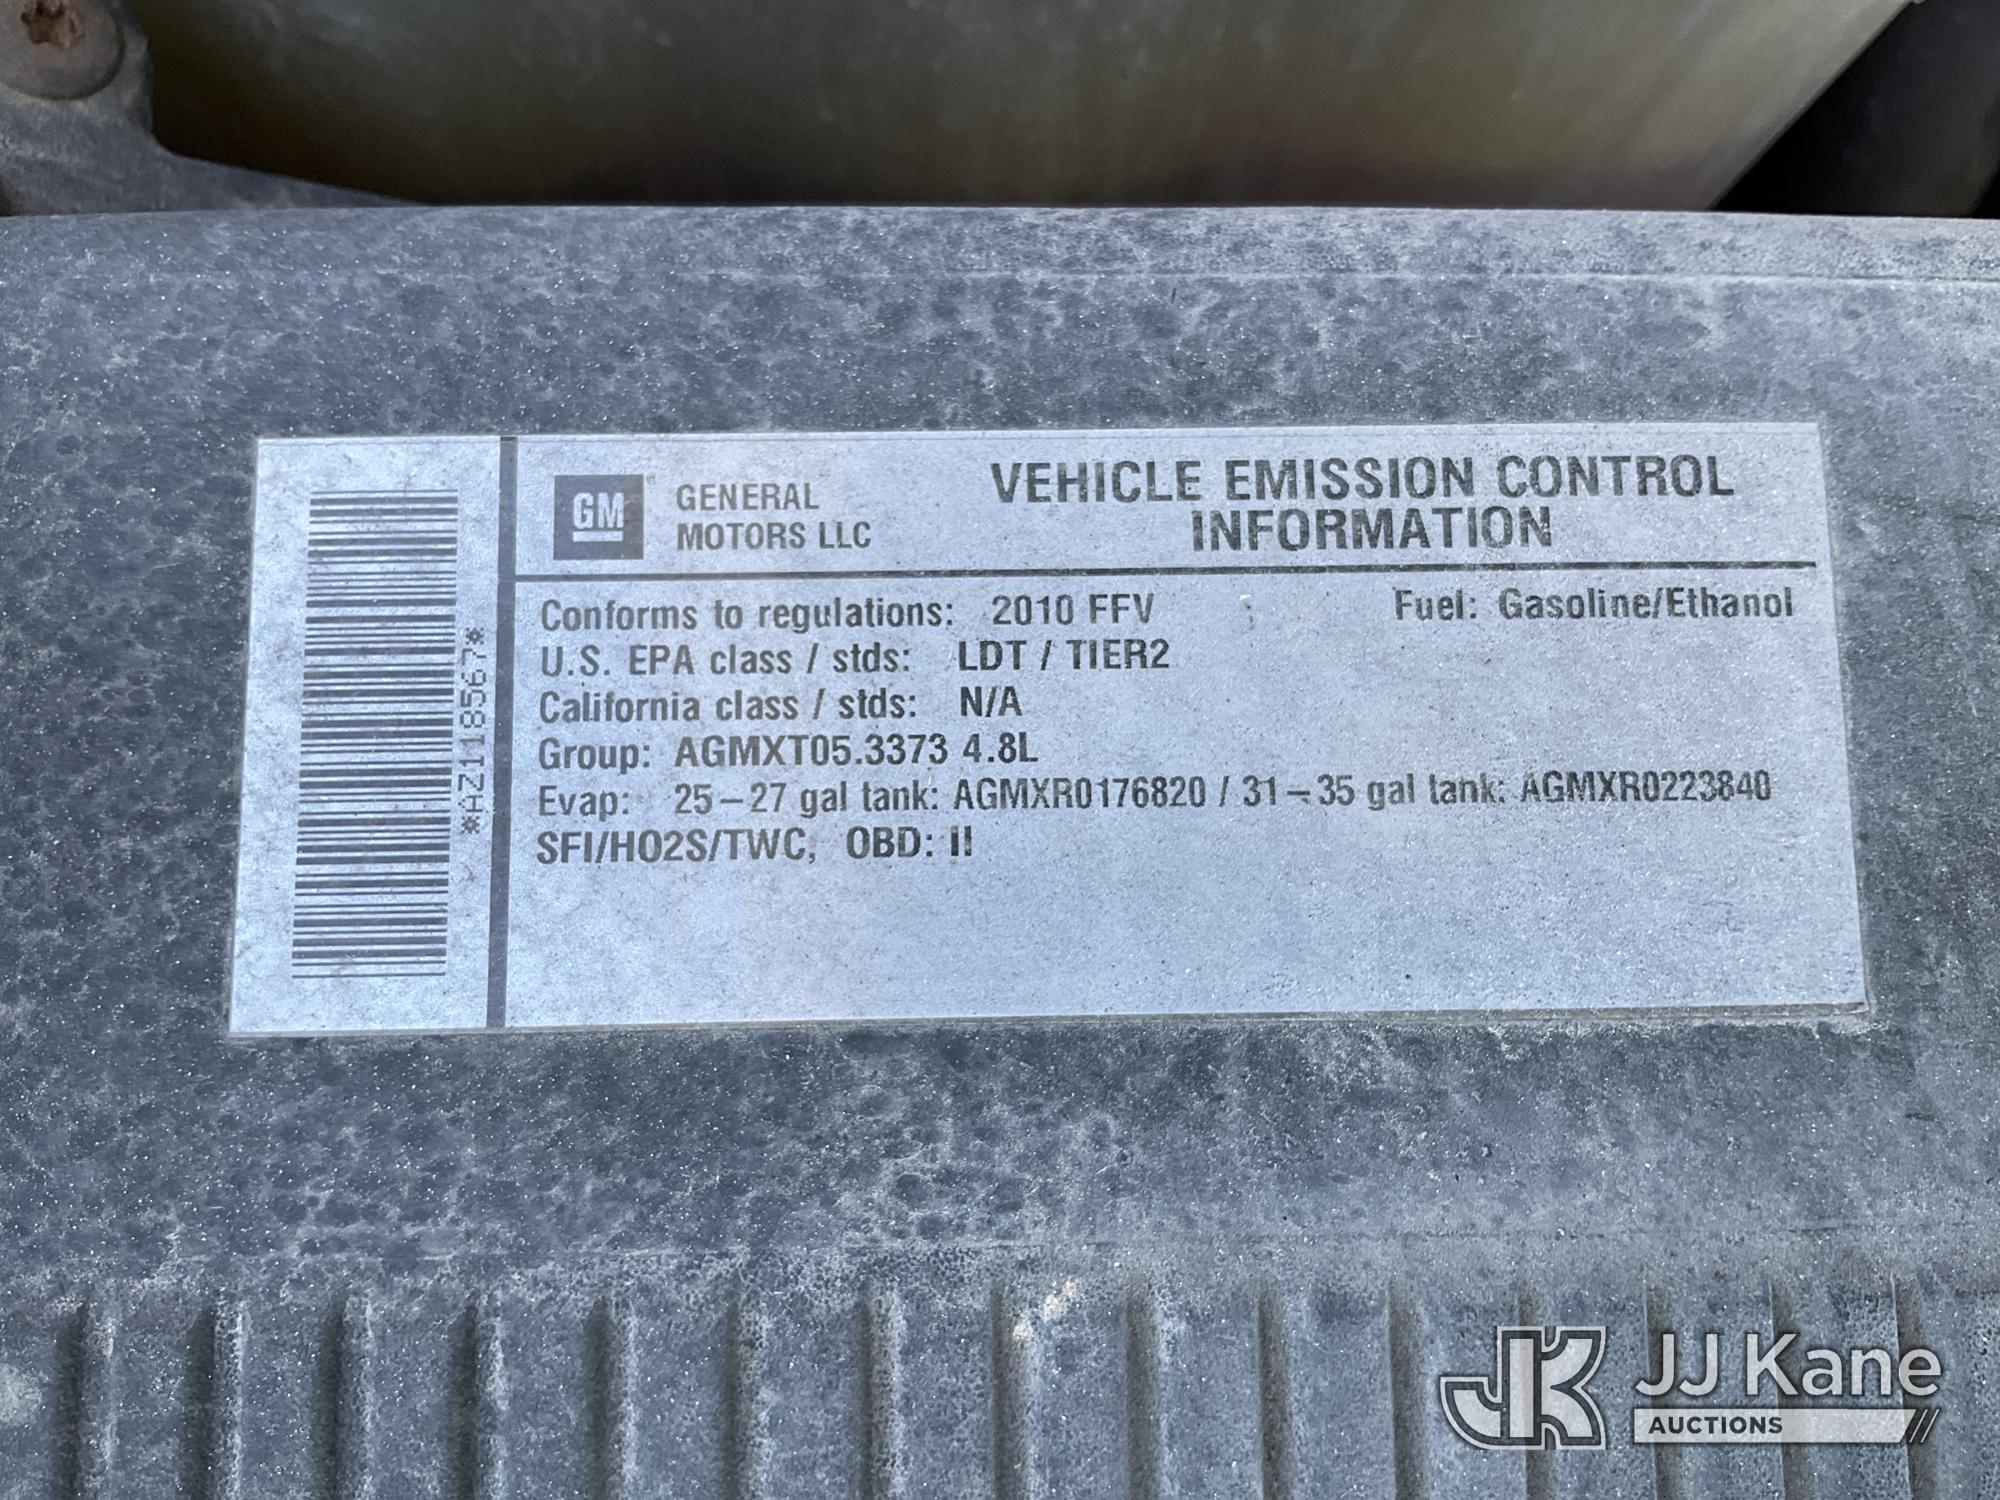 GM GENERAL MOTORS LLC
VEHICLE EMISSION CONTROL
INFORMATION
Conforms to regulations: 2010 FFV Fuel: Gasoline/Ethanol
U.S. EPA class / stds: LDT / TIER2
California class / stds: N/A
Group: AGMXT05.3373 4.8L
Evap: 25–27 gal tank: AGMXR0176820 / 31–35 gal tank: AGMXR0223840
SFI/HO2S/TWC, OBD: II
*AZ118567*
JK JJ Kane
AUCTIONS